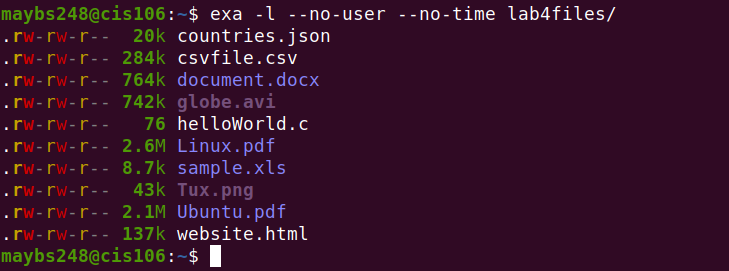 maybs248@cis106:~$ exa -l --no-user --no-time lab4files/
.rw-rw-r--  20k countries.json
.rw-rw-r-- 284k csvfile.csv
.rw-rw-r-- 764k document.docx
.rw-rw-r-- 742k globe.avi
.rw-rw-r--   76 helloWorld.c
.rw-rw-r-- 2.6M Linux.pdf
.rw-rw-r-- 8.7k sample.xls
.rw-rw-r--  43k Tux.png
.rw-rw-r-- 2.1M Ubuntu.pdf
.rw-rw-r-- 137k website.html
maybs248@cis106:~$